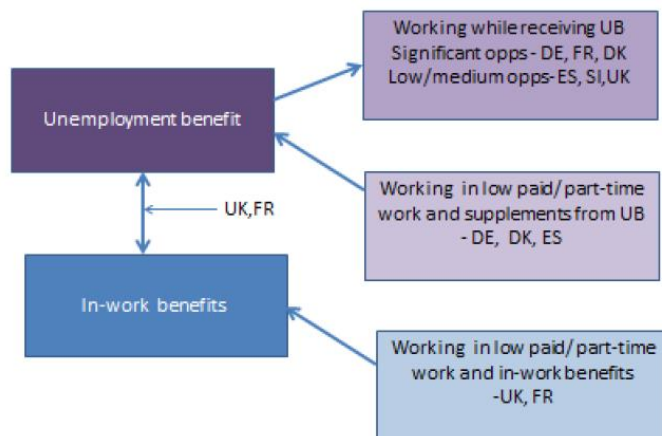 Working while receiving UB
Significant opps - DE, FR, DK
Low/medium opps-ES, SI,UK
Unemployment benefit
Working in low paid/ part-time
work and supplements from UB
- DE, DK, ES
UK,FR
In-work benefits
Working in low paid/ part-time
work and in-work benefits
-UK, FR